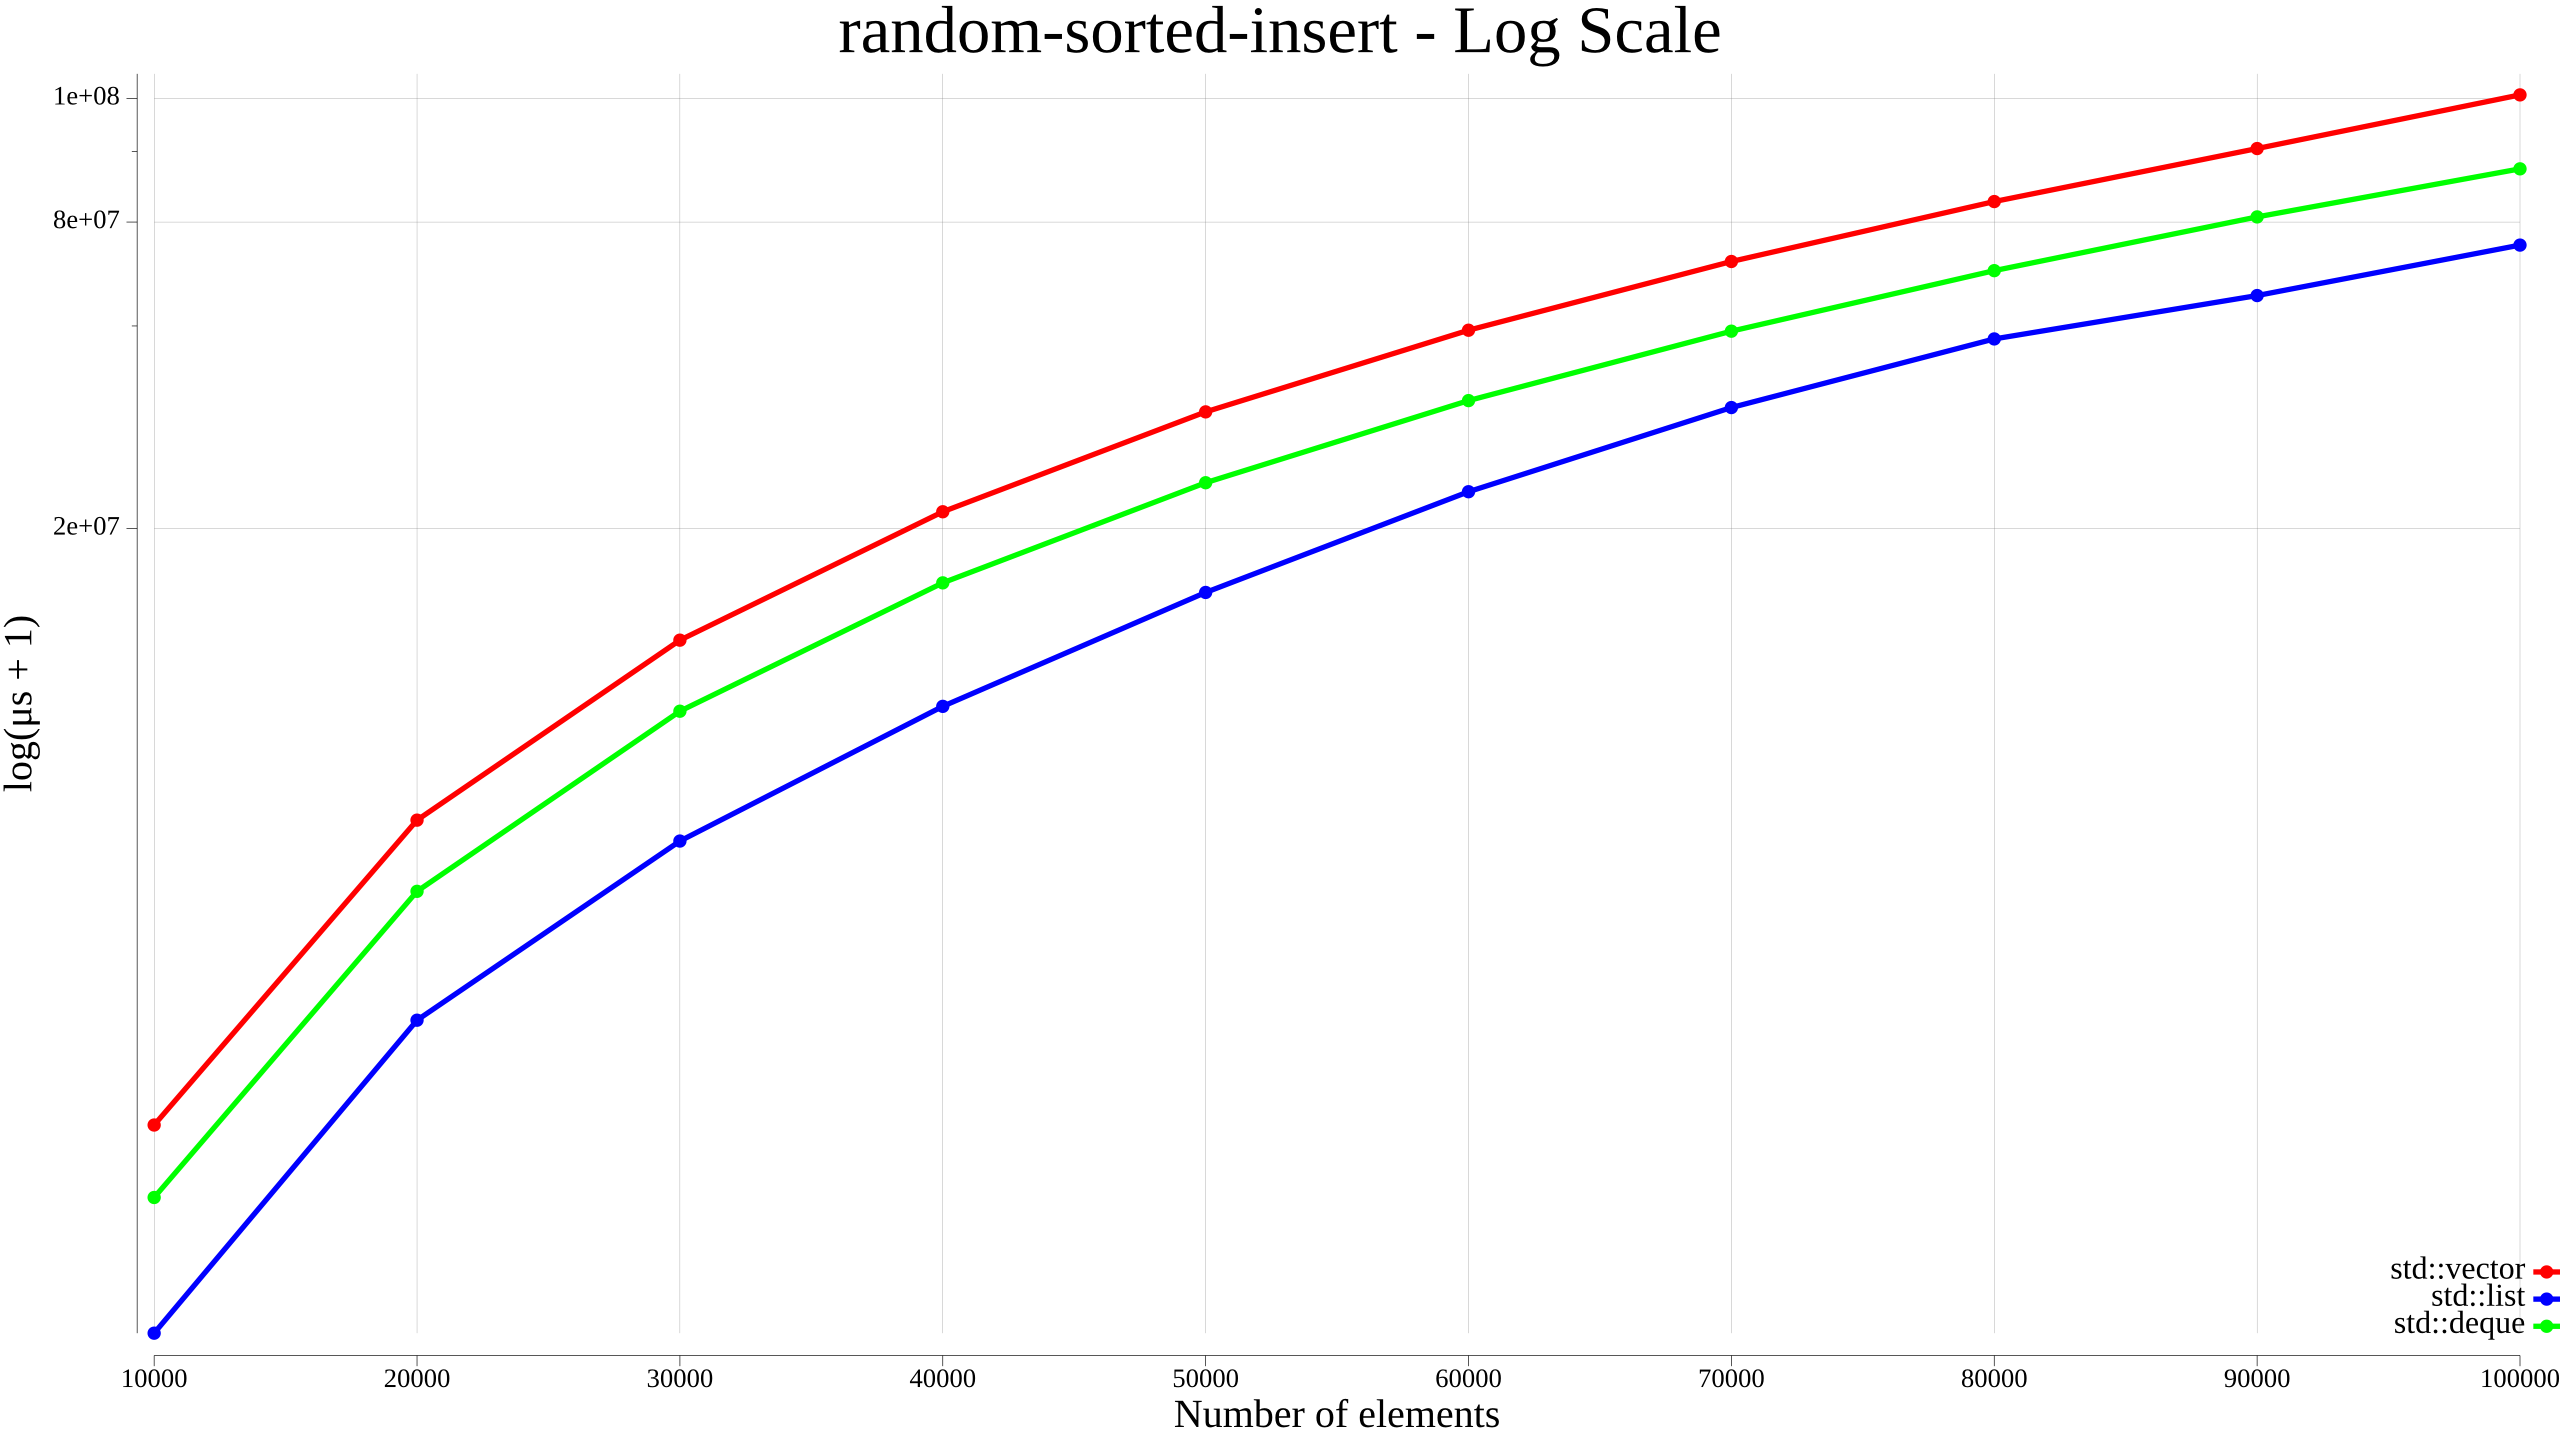 random-sorted-insert - Log Scale
1e+08
8e+07
2e+07
log(μs + 1)
std::vector
std::list
std::deque
10000 20000 30000 40000 50000 60000 70000 80000 90000 100000
Number of elements